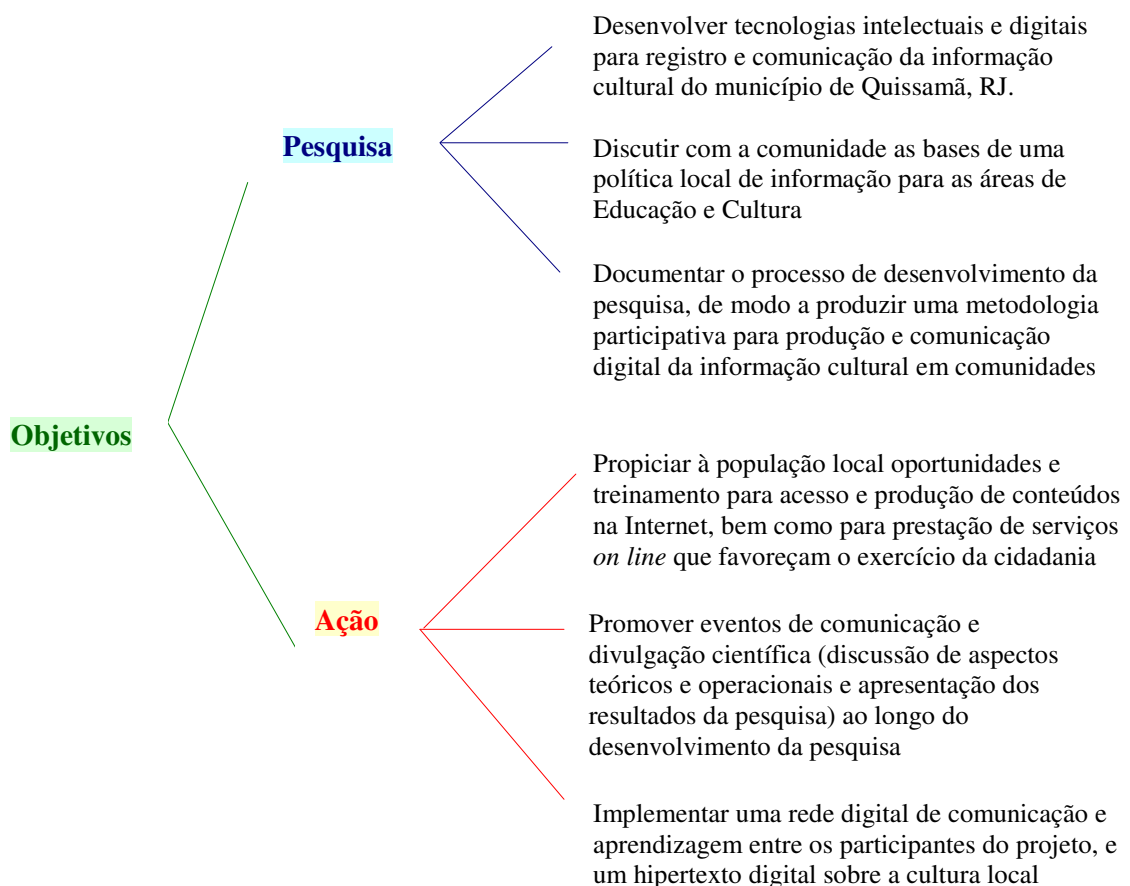 Desenvolver tecnologias intelectuais e digitais
para registro e comunicação da informação
cultural do município de Quissamã, RJ.
Pesquisa
Discutir com a comunidade as bases de uma
política local de informação para as áreas de
Educação e Cultura
Documentar o processo de desenvolvimento da
pesquisa, de modo a produzir uma metodologia
participativa para produção e comunicação
digital da informação cultural em comunidades
Objetivos
Propiciar à população local oportunidades e
treinamento para acesso e produção de conteúdos
na Internet, bem como para prestação de serviços
on line que favoreçam o exercício da cidadania
Ação
Promover eventos de comunicação e
divulgação científica (discussão de aspectos
teóricos e operacionais e apresentação dos
resultados da pesquisa) ao longo do
desenvolvimento da pesquisa
Implementar uma rede digital de comunicação e
aprendizagem entre os participantes do projeto, e
um hipertexto digital sobre a cultura local